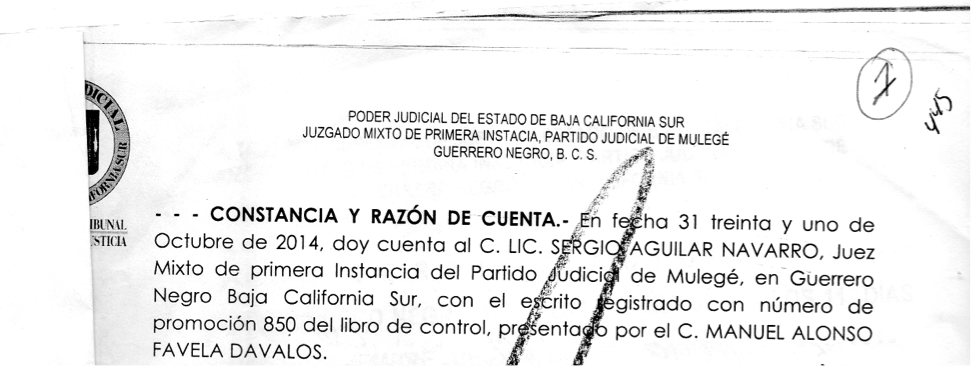 7
445
PODER JUDICIAL DEL ESTADO DE BAJA CALIFORNIA SUR
JUZGADO MIXTO DE PRIMERA INSTACIA, PARTIDO JUDICIAL DE MULEGÉ
GUERRERO NEGRO, B. C. S.
DICIAL
FORNIA SUR
IBUNAL
STICIA
- - - CONSTANCIA Y RAZÓN DE CUENTA.- En fecha 31 treinta y uno de
Octubre de 2014, doy cuenta al C. LIC. SERGIO AGUILAR NAVARRO, Juez
Mixto de primera Instancia del Partido Judicial de Mulegé, en Guerrero
Negro Baja California Sur, con el escrito registrado con número de
promoción 850 del libro de control, presentado por el C. MANUEL ALONSO
FAVELA DAVALOS.